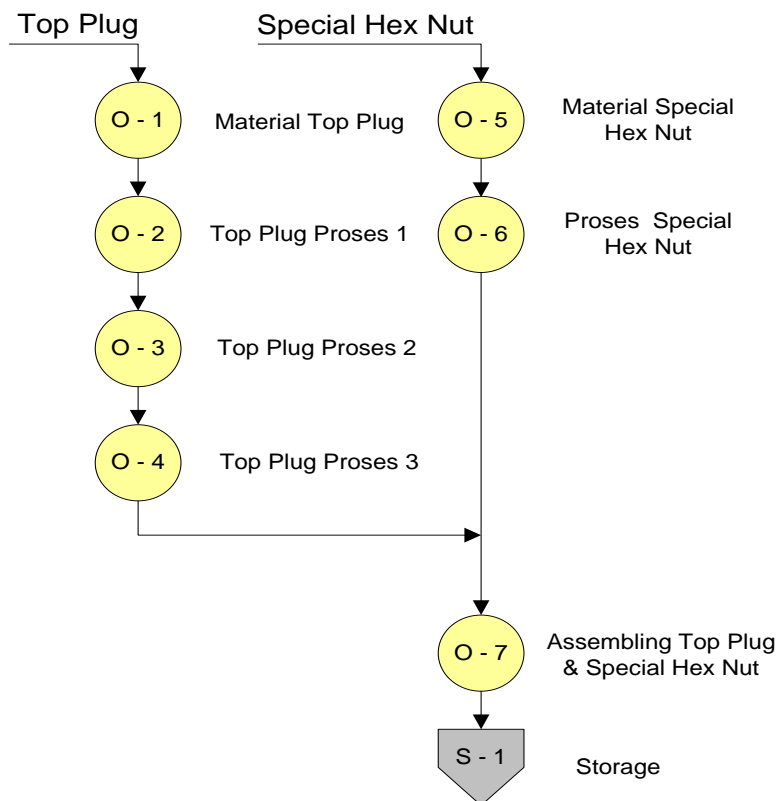 Top Plug
Special Hex Nut
O - 1
Material Top Plug
O - 5
Material Special
Hex Nut
O - 2
Top Plug Proses 1
O - 6
Proses  Special
Hex Nut
O - 3
Top Plug Proses 2
O - 4
Top Plug Proses 3
O - 7
Assembling Top Plug
& Special Hex Nut
S - 1
Storage